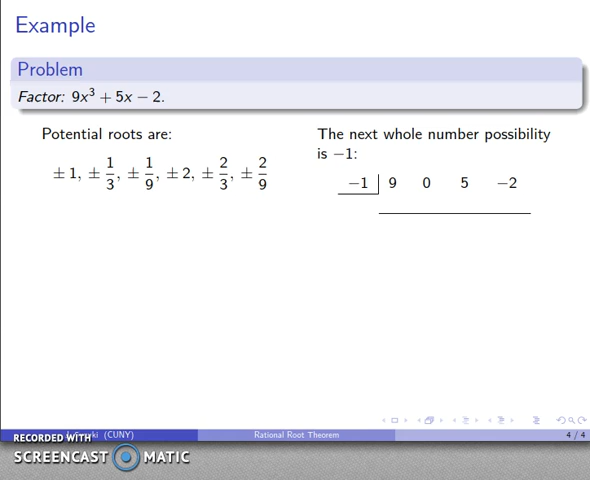 Example
Problem
Factor: 9x³ + 5x − 2.
Potential roots are:
± 1, ± 1/3, ± 1/9, ± 2, ± 2/3, ± 2/9
The next whole number possibility
is −1:
−1 9 0 5 −2
(CUNY) Rational Root Theorem 4 / 4
RECORDED WITH
SCREENCAST MATIC